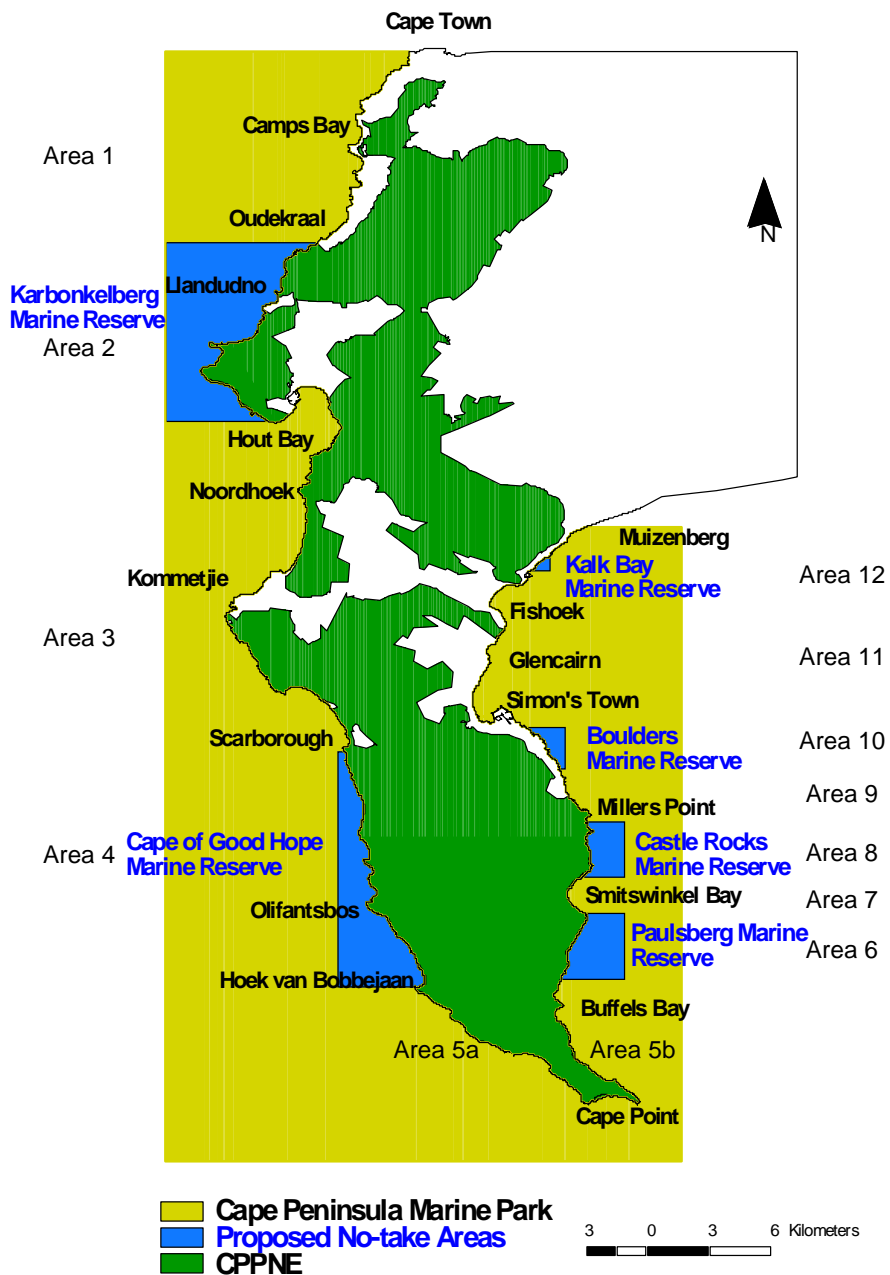 Cape Town
Camps Bay
Area 1
Oudekraal
N
Llandudno
Karbonkelberg
Marine Reserve
Area 2
Hout Bay
Noordhoek
Muizenberg
Kalk Bay
Marine Reserve
Area 12
Kommetjie
Fishoek
Area 3
Glencairn
Area 11
Simon's Town
Scarborough
Boulders
Marine Reserve
Area 10
Area 9
Millers Point
Cape of Good Hope
Marine Reserve
Area 4
Castle Rocks
Marine Reserve
Area 8
Smitswinkel Bay
Area 7
Olifantsbos
Paulsberg Marine
Reserve
Area 6
Hoek van Bobbejaan
Buffels Bay
Area 5a
Area 5b
Cape Point
Cape Peninsula Marine Park
Proposed No-take Areas
CPPNE
3 0 3 6 Kilometers